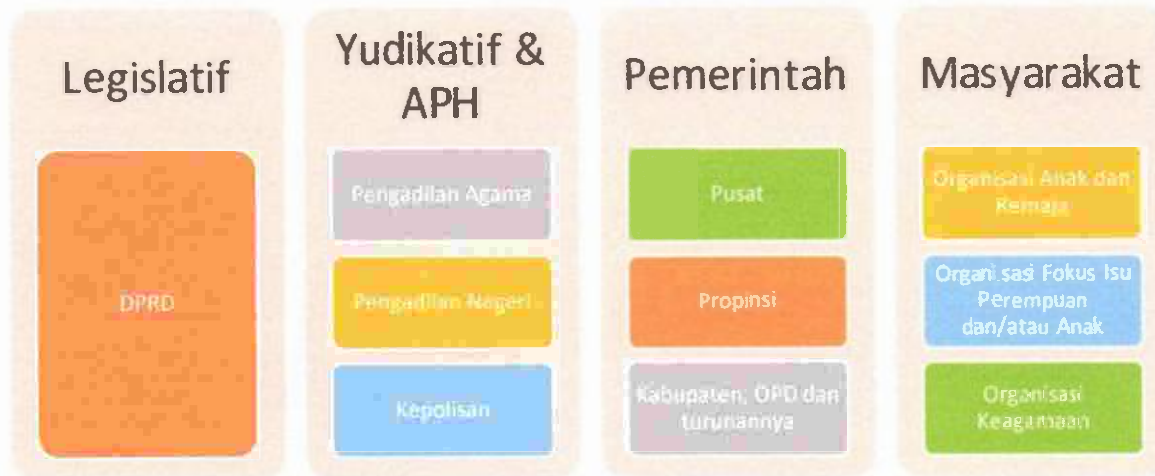 Legislatif
DPRD
Yudikatif &
APH
Pengadilan Agama
Pengadilan Negeri
Kepolisan
Pemerintah
Pusat
Propinsi
Kabupaten; OPD dan
turunannya
Masyarakat
Organisasi Anak dan
Remaja
Organisasi Fokus Isu
Perempuan
dan/atau Anak
Organisasi
Keagamaan